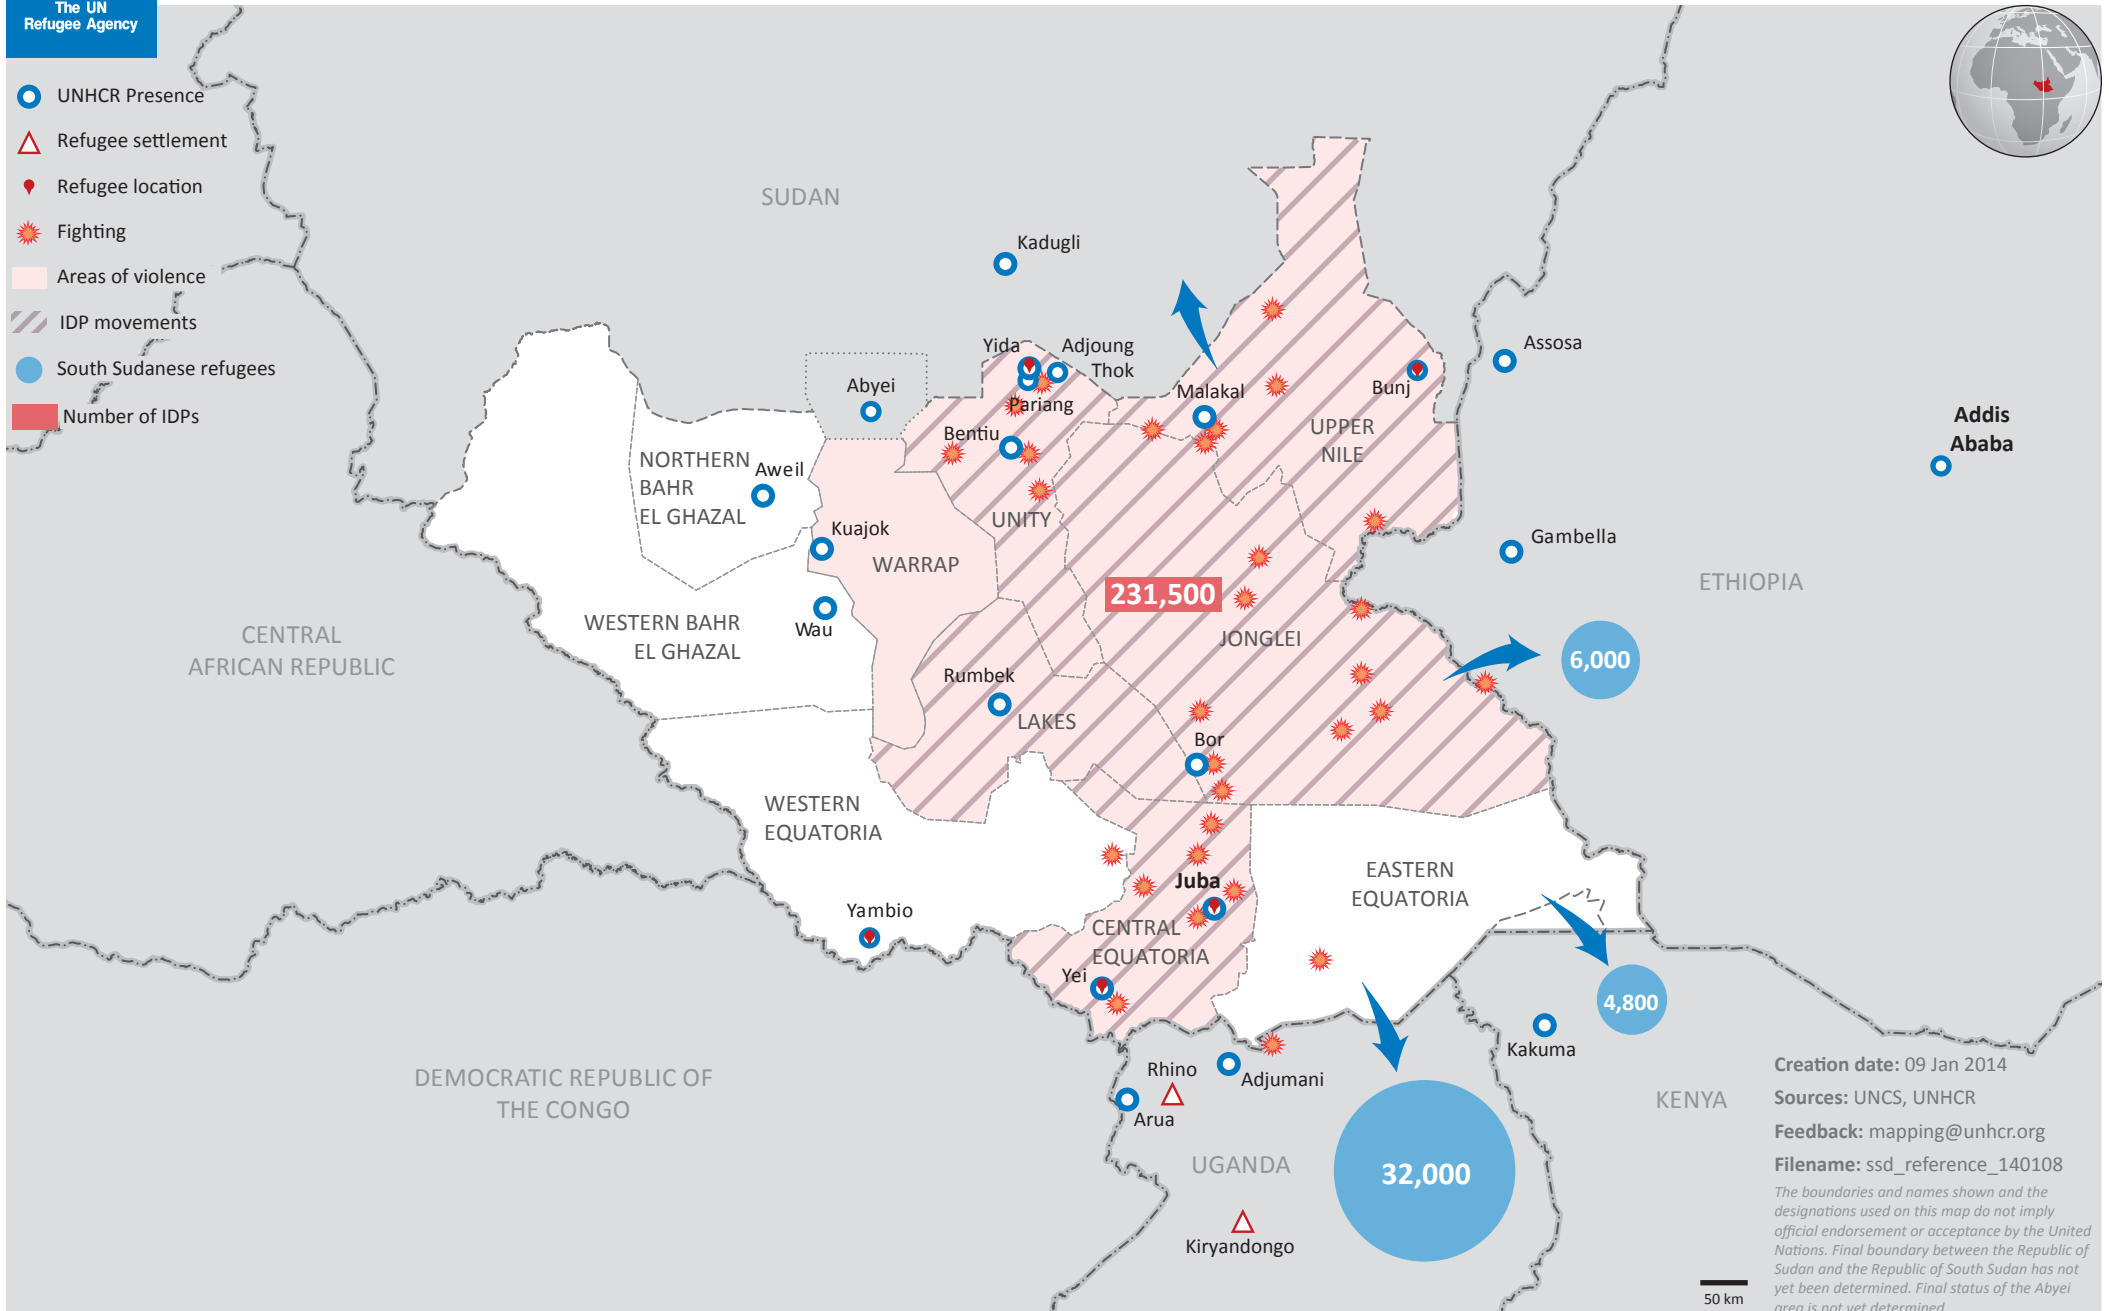 The UN
Refugee Agency
UNHCR Presence
Refugee settlement
Refugee location
Fighting
Areas of violence
IDP movements
South Sudanese refugees
Number of IDPs
SUDAN
Kadugli
Yida
Adjoung
Thok
Abyei
Pariang
Malakal
Bunj
Assosa
Bentiu
UPPER
NILE
Addis
Ababa
NORTHERN
BAHR
EL GHAZAL
Aweil
UNITY
Kuajok
WARRAP
Gambella
ETHIOPIA
231,500
WESTERN BAHR
EL GHAZAL
Wau
JONGLEI
CENTRAL
AFRICAN REPUBLIC
6,000
Rumbek
LAKES
Bor
WESTERN
EQUATORIA
EASTERN
EQUATORIA
Juba
Yambio
CENTRAL
EQUATORIA
Yei
4,800
Kakuma
Rhino
Adjumani
Arua
DEMOCRATIC REPUBLIC OF
THE CONGO
KENYA
UGANDA
32,000
Kiryandongo
Creation date: 09 Jan 2014
Sources: UNCS, UNHCR
Feedback: mapping@unhcr.org
Filename: ssd_reference_140108
The boundaries and names shown and the
designations used on this map do not imply
official endorsement or acceptance by the United
Nations. Final boundary between the Republic of
Sudan and the Republic of South Sudan has not
yet been determined. Final status of the Abyei
area is not yet determined
50 km